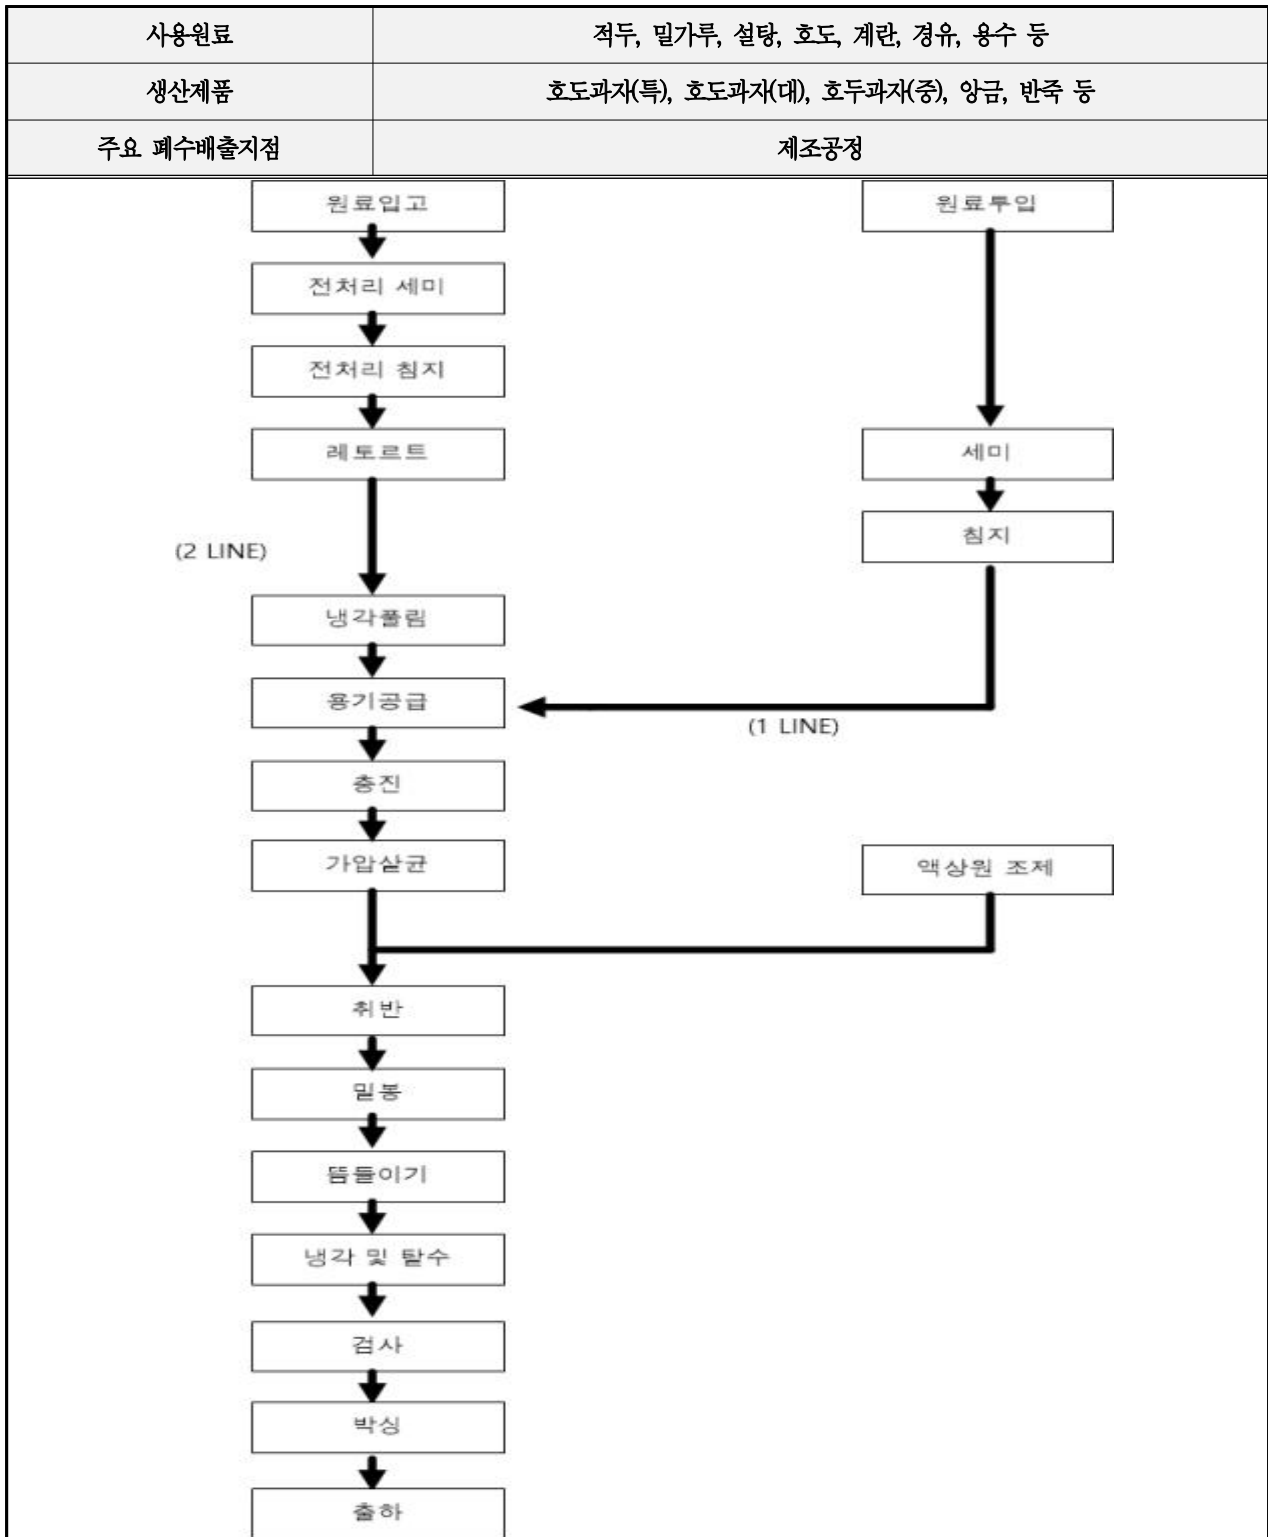 사용원료 적두, 밀가루, 설탕, 호도, 계란, 경유, 용수 등
생산제품 호도과자(특), 호도과자(대), 호두과자(중), 앙금, 반죽 등
주요 폐수배출지점 제조공정
원료입고 원료투입
전처리 세미
전처리 침지
레토르트 세미
침지
(2 LINE)
냉각풀림
용기공급
(1 LINE)
충진
가압살균
액상원 조제
취반
밀봉
뜸들이기
냉각 및 탈수
검사
박싱
출하